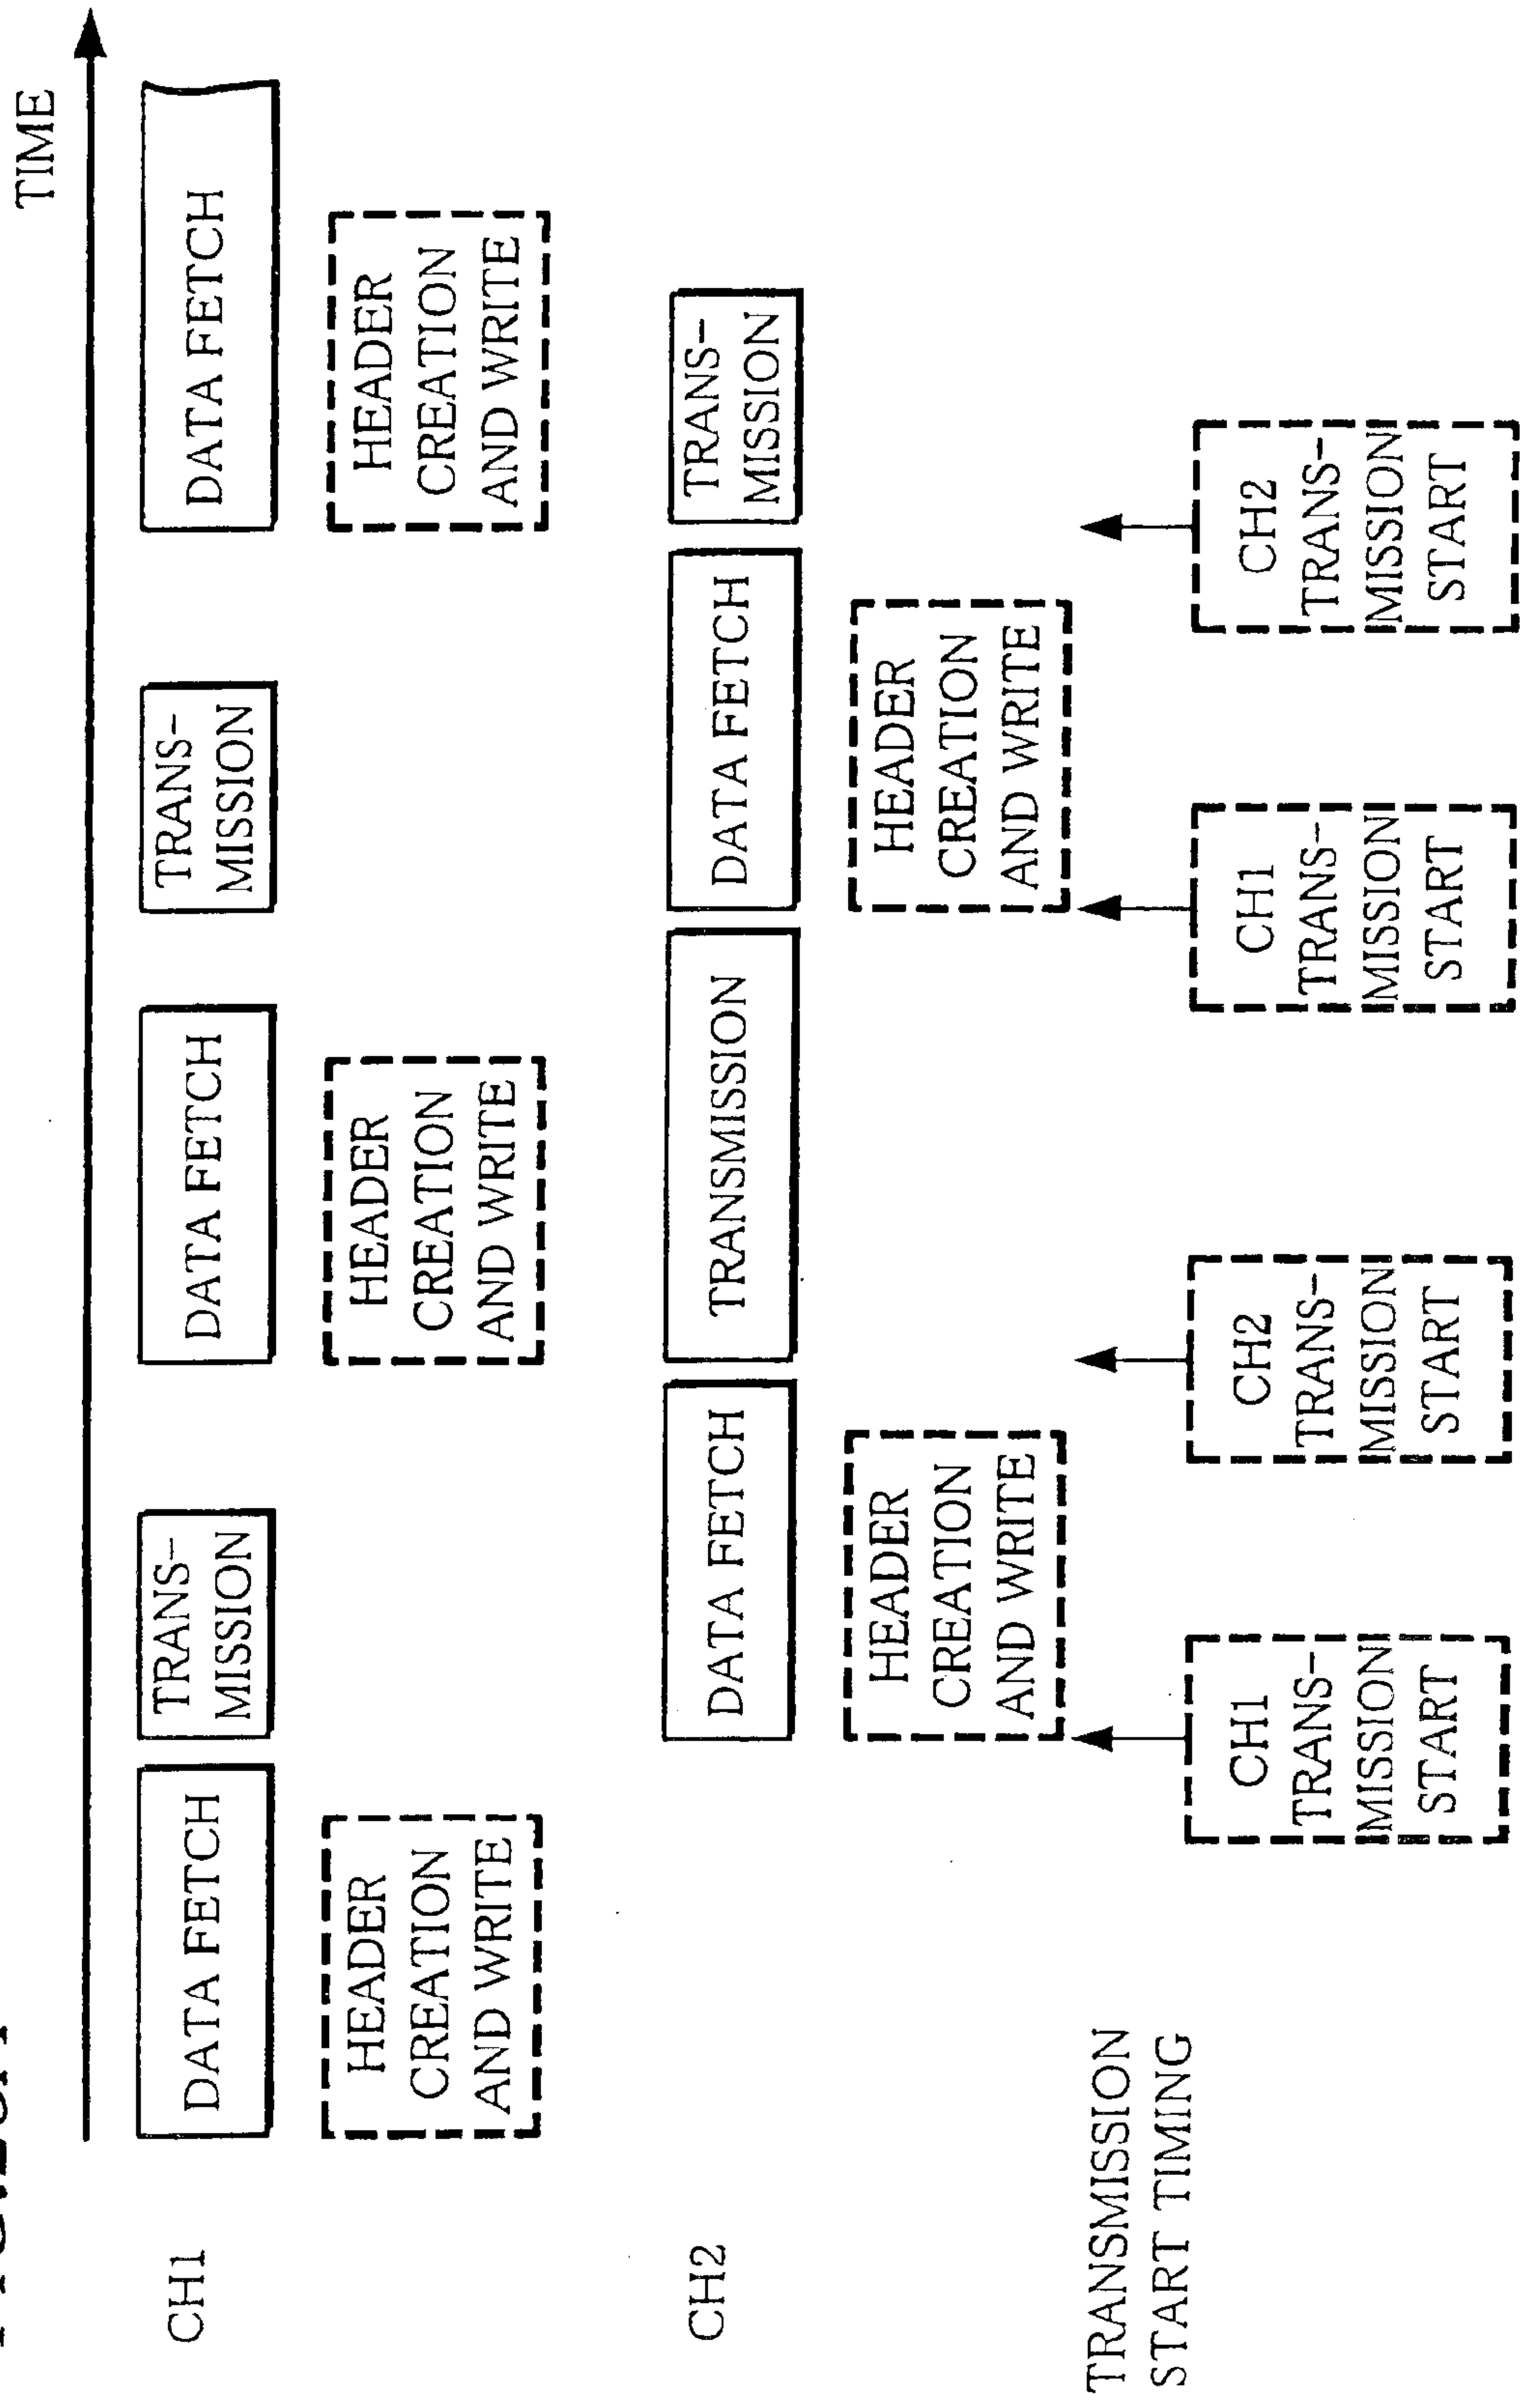 TIME
CH1
DATA FETCH
TRANS-
MISSION
DATA FETCH
TRANS-
MISSION
DATA FETCH
HEADER
CREATION
AND WRITE
HEADER
CREATION
AND WRITE
HEADER
CREATION
AND WRITE
CH2
DATA FETCH
TRANSMISSION
DATA FETCH
TRANS-
MISSION
HEADER
CREATION
AND WRITE
HEADER
CREATION
AND WRITE
TRANSMISSION
START TIMING
CH1
TRANS-
MISSION
START
CH2
TRANS-
MISSION
START
CH1
TRANS-
MISSION
START
CH2
TRANS-
MISSION
START